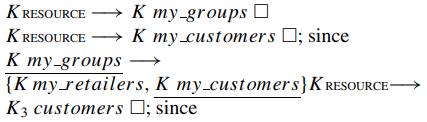 K RESOURCE ⟶ K my_groups □
K RESOURCE ⟶ K my_customers □; since
K my_groups ⟶
{K my_retailers, K my_customers}K RESOURCE⟶
K₃ customers □; since